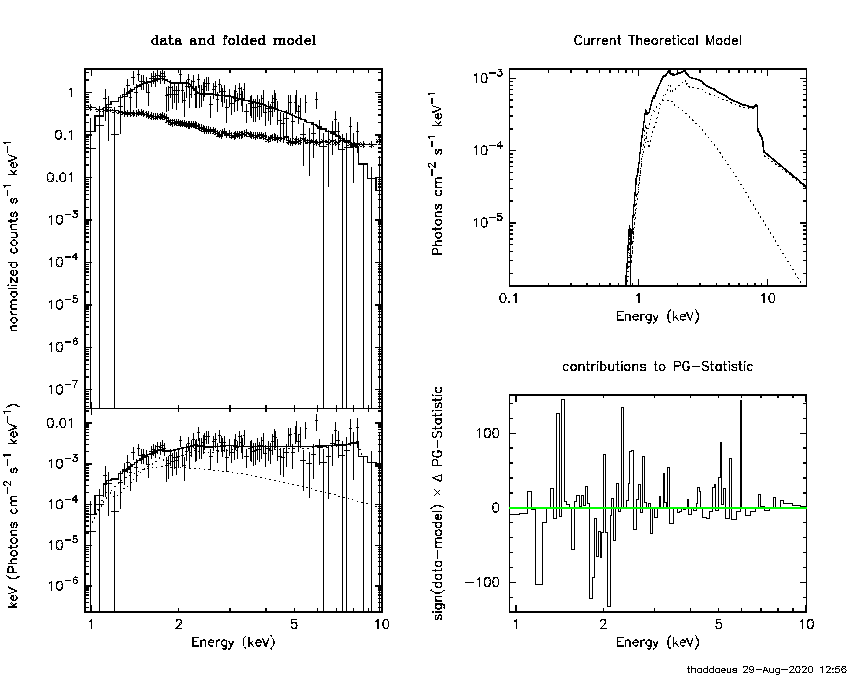 data and folded model
normalized counts s⁻¹ keV⁻¹
1
0.1
0.01
10⁻³
10⁻⁴
10⁻⁵
10⁻⁶
10⁻⁷
keV (Photons cm⁻² s⁻¹ keV⁻¹)
0.01
10⁻³
10⁻⁴
10⁻⁵
10⁻⁶
1 2 5 10
Energy (keV)
Current Theoretical Model
Photons cm⁻² s⁻¹ keV⁻¹
10⁻³
10⁻⁴
10⁻⁵
0.1 1 10
Energy (keV)
contributions to PG-Statistic
sign(data-model) × Δ PG-Statistic
100
0
-100
1 2 5 10
Energy (keV)
thaddaeus 29-Aug-2020 12:56